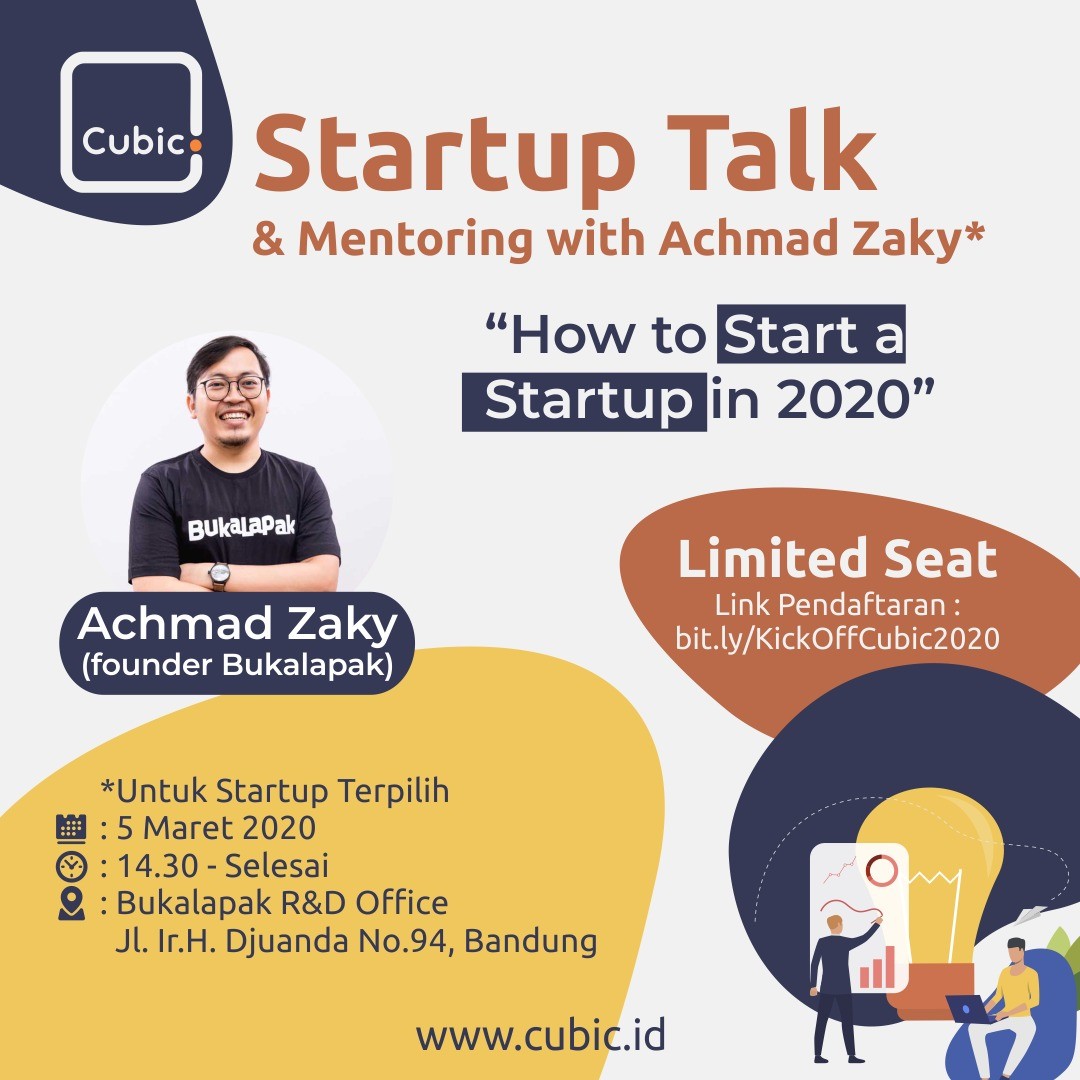 Cubic:
Startup Talk
& Mentoring with Achmad Zaky*
“How to Start a
Startup in 2020”
Bukalapak
Achmad Zaky
(founder Bukalapak)
Limited Seat
Link Pendaftaran :
bit.ly/KickOffCubic2020
*Untuk Startup Terpilih
: 5 Maret 2020
: 14.30 - Selesai
: Bukalapak R&D Office
Jl. Ir.H. Djuanda No.94, Bandung
www.cubic.id